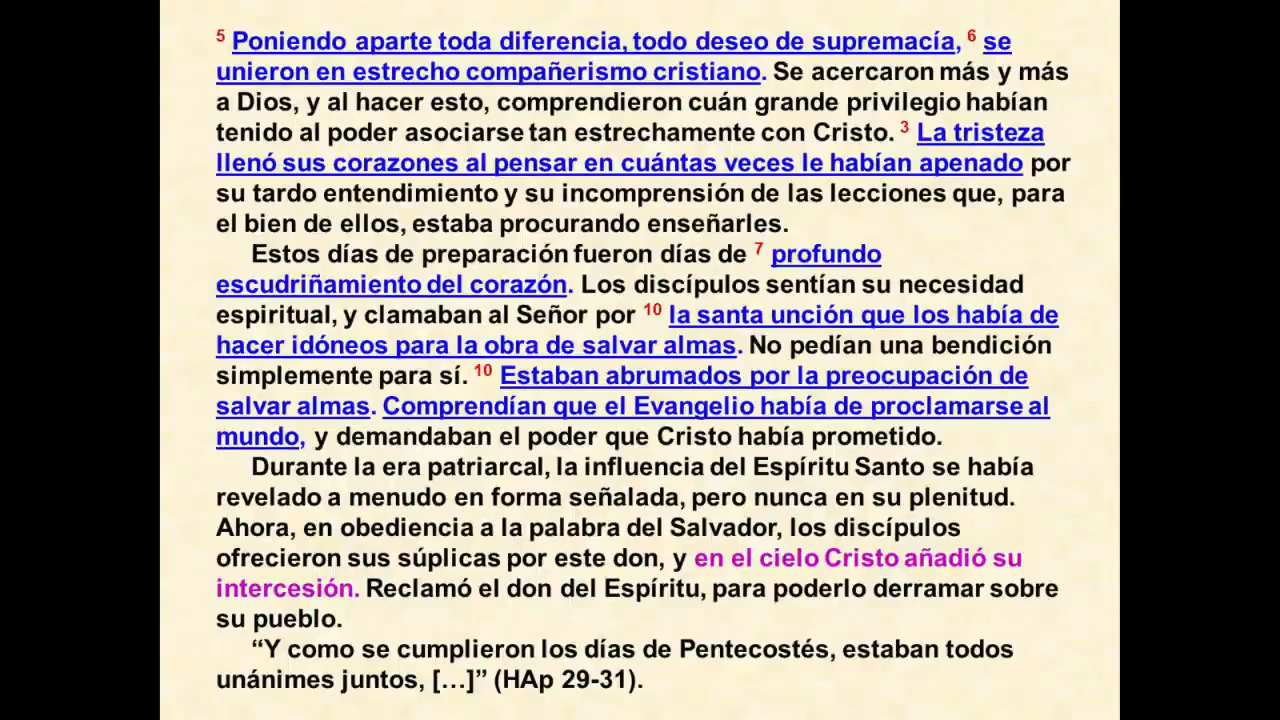 5 Poniendo aparte toda diferencia, todo deseo de supremacía, 6 se
unieron en estrecho compañerismo cristiano. Se acercaron más y más
a Dios, y al hacer esto, comprendieron cuán grande privilegio habían
tenido al poder asociarse tan estrechamente con Cristo. 3 La tristeza
llenó sus corazones al pensar en cuántas veces le habían apenado por
su tardo entendimiento y su incomprensión de las lecciones que, para
el bien de ellos, estaba procurando enseñarles.
Estos días de preparación fueron días de 7 profundo
escudriñamiento del corazón. Los discípulos sentían su necesidad
espiritual, y clamaban al Señor por 10 la santa unción que los había de
hacer idóneos para la obra de salvar almas. No pedían una bendición
simplemente para sí. 10 Estaban abrumados por la preocupación de
salvar almas. Comprendían que el Evangelio había de proclamarse al
mundo, y demandaban el poder que Cristo había prometido.
Durante la era patriarcal, la influencia del Espíritu Santo se había
revelado a menudo en forma señalada, pero nunca en su plenitud.
Ahora, en obediencia a la palabra del Salvador, los discípulos
ofrecieron sus súplicas por este don, y en el cielo Cristo añadió su
intercesión. Reclamó el don del Espíritu, para poderlo derramar sobre
su pueblo.
“Y como se cumplieron los días de Pentecostés, estaban todos
unánimes juntos, […]” (HAp 29-31).